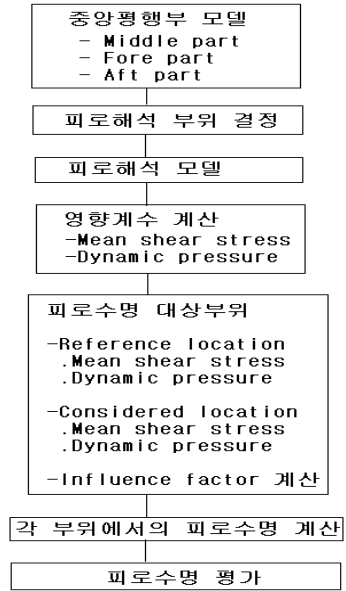 중앙평행부 모델
- Middle part
- Fore part
- Aft part
피로해석 부위 결정
피로해석 모델
영향계수 계산
-Mean shear stress
-Dynamic pressure
피로수명 대상부위
-Reference location
.Mean shear stress
.Dynamic pressure
-Considered location
.Mean shear stress
.Dynamic pressure
-Influence factor 계산
각 부위에서의 피로수명 계산
피로수명 평가